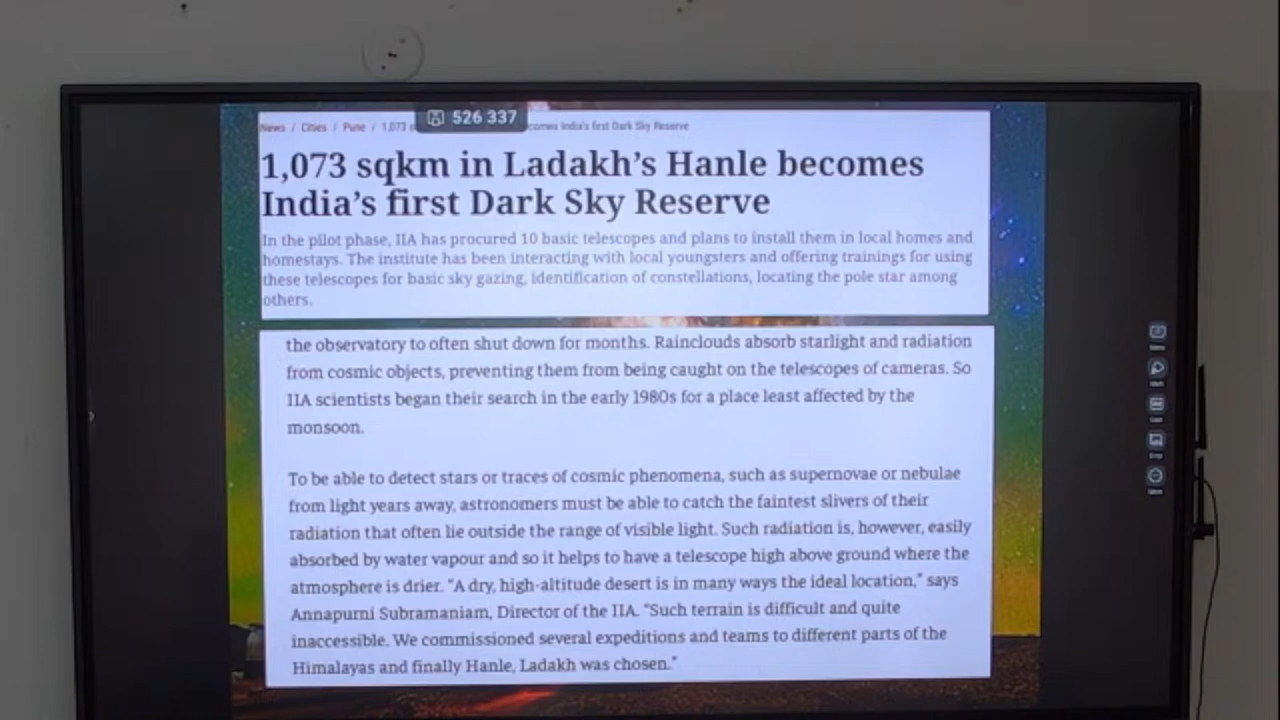 526 337
News / Cities / Pune / 1,073 s comes India's first Dark Sky Reserve
1,073 sqkm in Ladakh's Hanle becomes
India's first Dark Sky Reserve
In the pilot phase, IIA has procured 10 basic telescopes and plans to install them in local homes and
homestays. The institute has been interacting with local youngsters and offering trainings for using
these telescopes for basic sky gazing, identification of constellations, locating the pole star among
others.
the observatory to often shut down for months. Rainclouds absorb starlight and radiation
from cosmic objects, preventing them from being caught on the telescopes of cameras. So
IIA scientists began their search in the early 1980s for a place least affected by the
monsoon.
To be able to detect stars or traces of cosmic phenomena, such as supernovae or nebulae
from light years away, astronomers must be able to catch the faintest slivers of their
radiation that often lie outside the range of visible light. Such radiation is, however, easily
absorbed by water vapour and so it helps to have a telescope high above ground where the
atmosphere is drier. "A dry, high-altitude desert is in many ways the ideal location," says
Annapurni Subramaniam, Director of the IIA. "Such terrain is difficult and quite
inaccessible. We commissioned several expeditions and teams to different parts of the
Himalayas and finally Hanle, Ladakh was chosen."